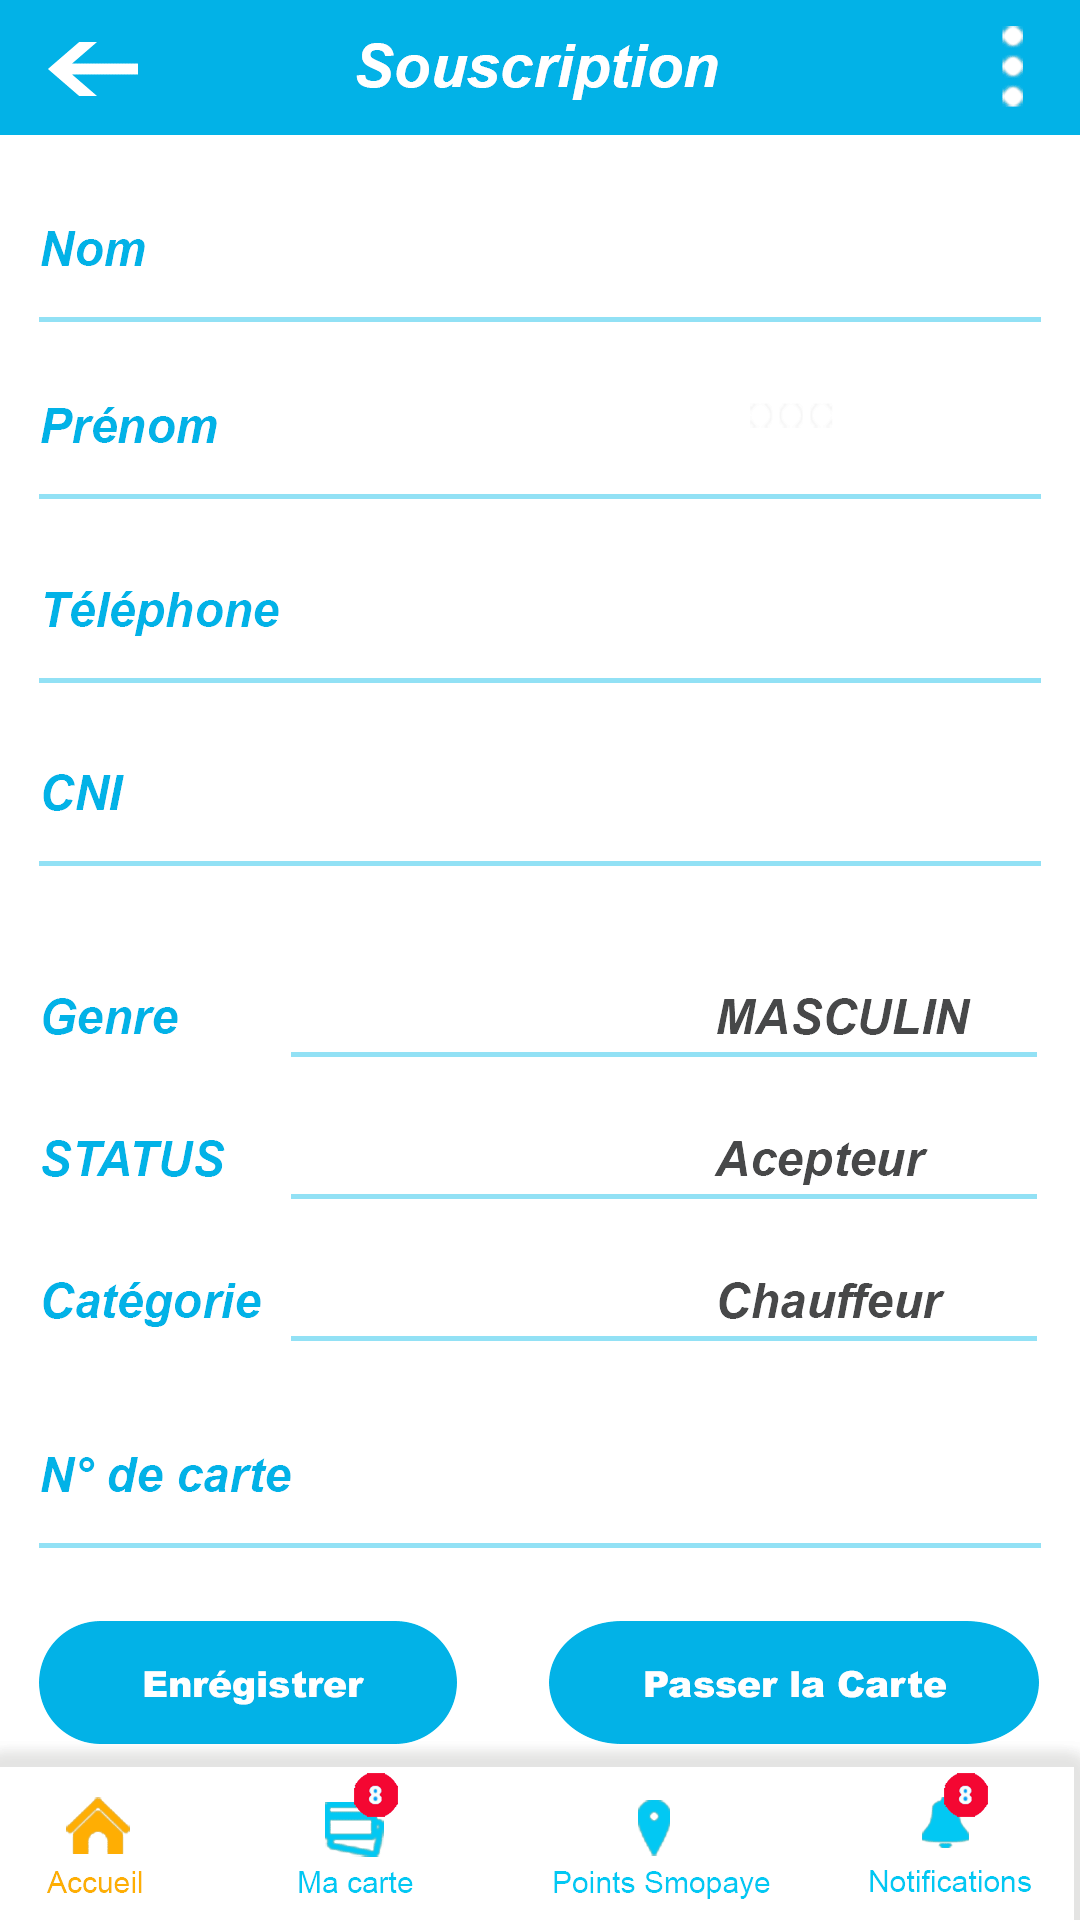 Souscription
Nom
Prénom
Téléphone
CNI
Genre MASCULIN
STATUS Acepteur
Catégorie Chauffeur
N° de carte
Enrégistrer Passer la Carte
8 8
Accueil Ma carte Points Smopaye Notifications